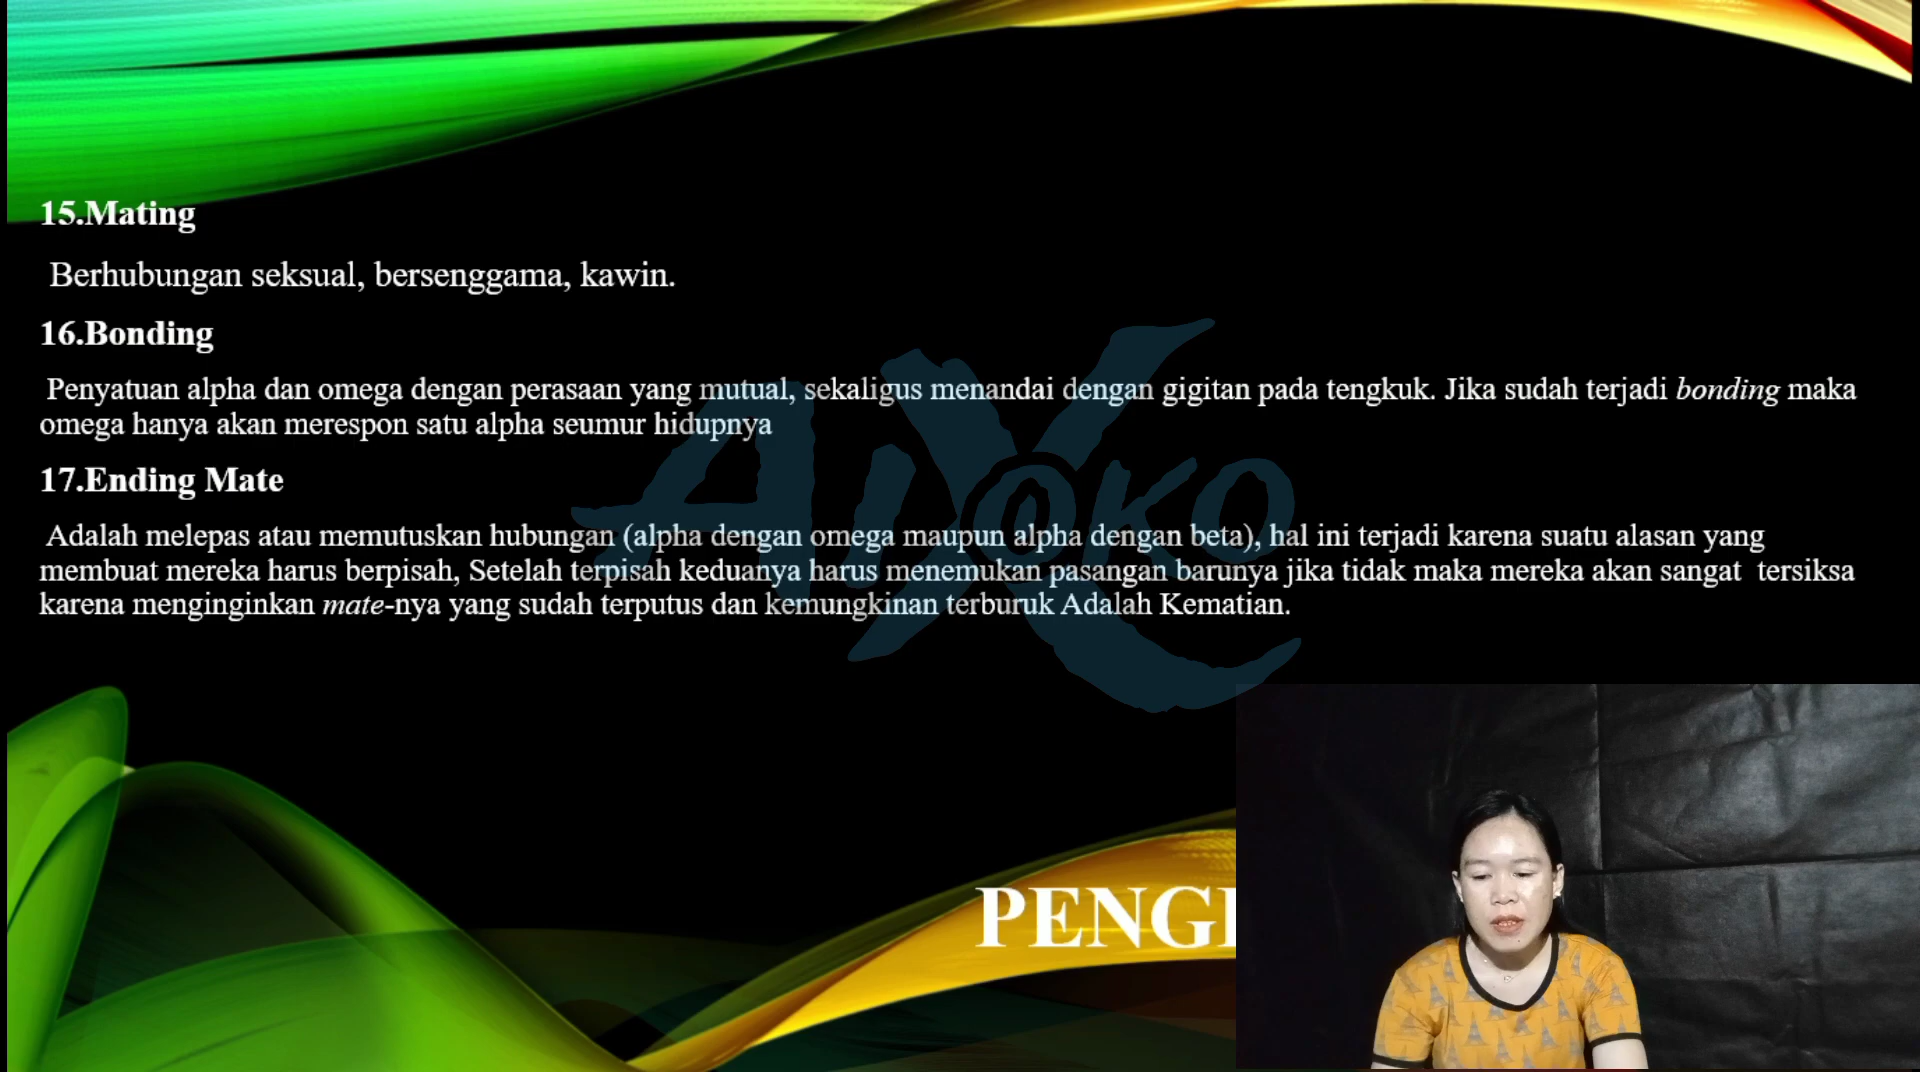 15.Mating
Berhubungan seksual, bersenggama, kawin.
16.Bonding
Penyatuan alpha dan omega dengan perasaan yang mutual, sekaligus menandai dengan gigitan pada tengkuk. Jika sudah terjadi bonding maka
omega hanya akan merespon satu alpha seumur hidupnya
17.Ending Mate
Adalah melepas atau memutuskan hubungan (alpha dengan omega maupun alpha dengan beta), hal ini terjadi karena suatu alasan yang
membuat mereka harus berpisah, Setelah terpisah keduanya harus menemukan pasangan barunya jika tidak maka mereka akan sangat tersiksa
karena menginginkan mate-nya yang sudah terputus dan kemungkinan terburuk Adalah Kematian.